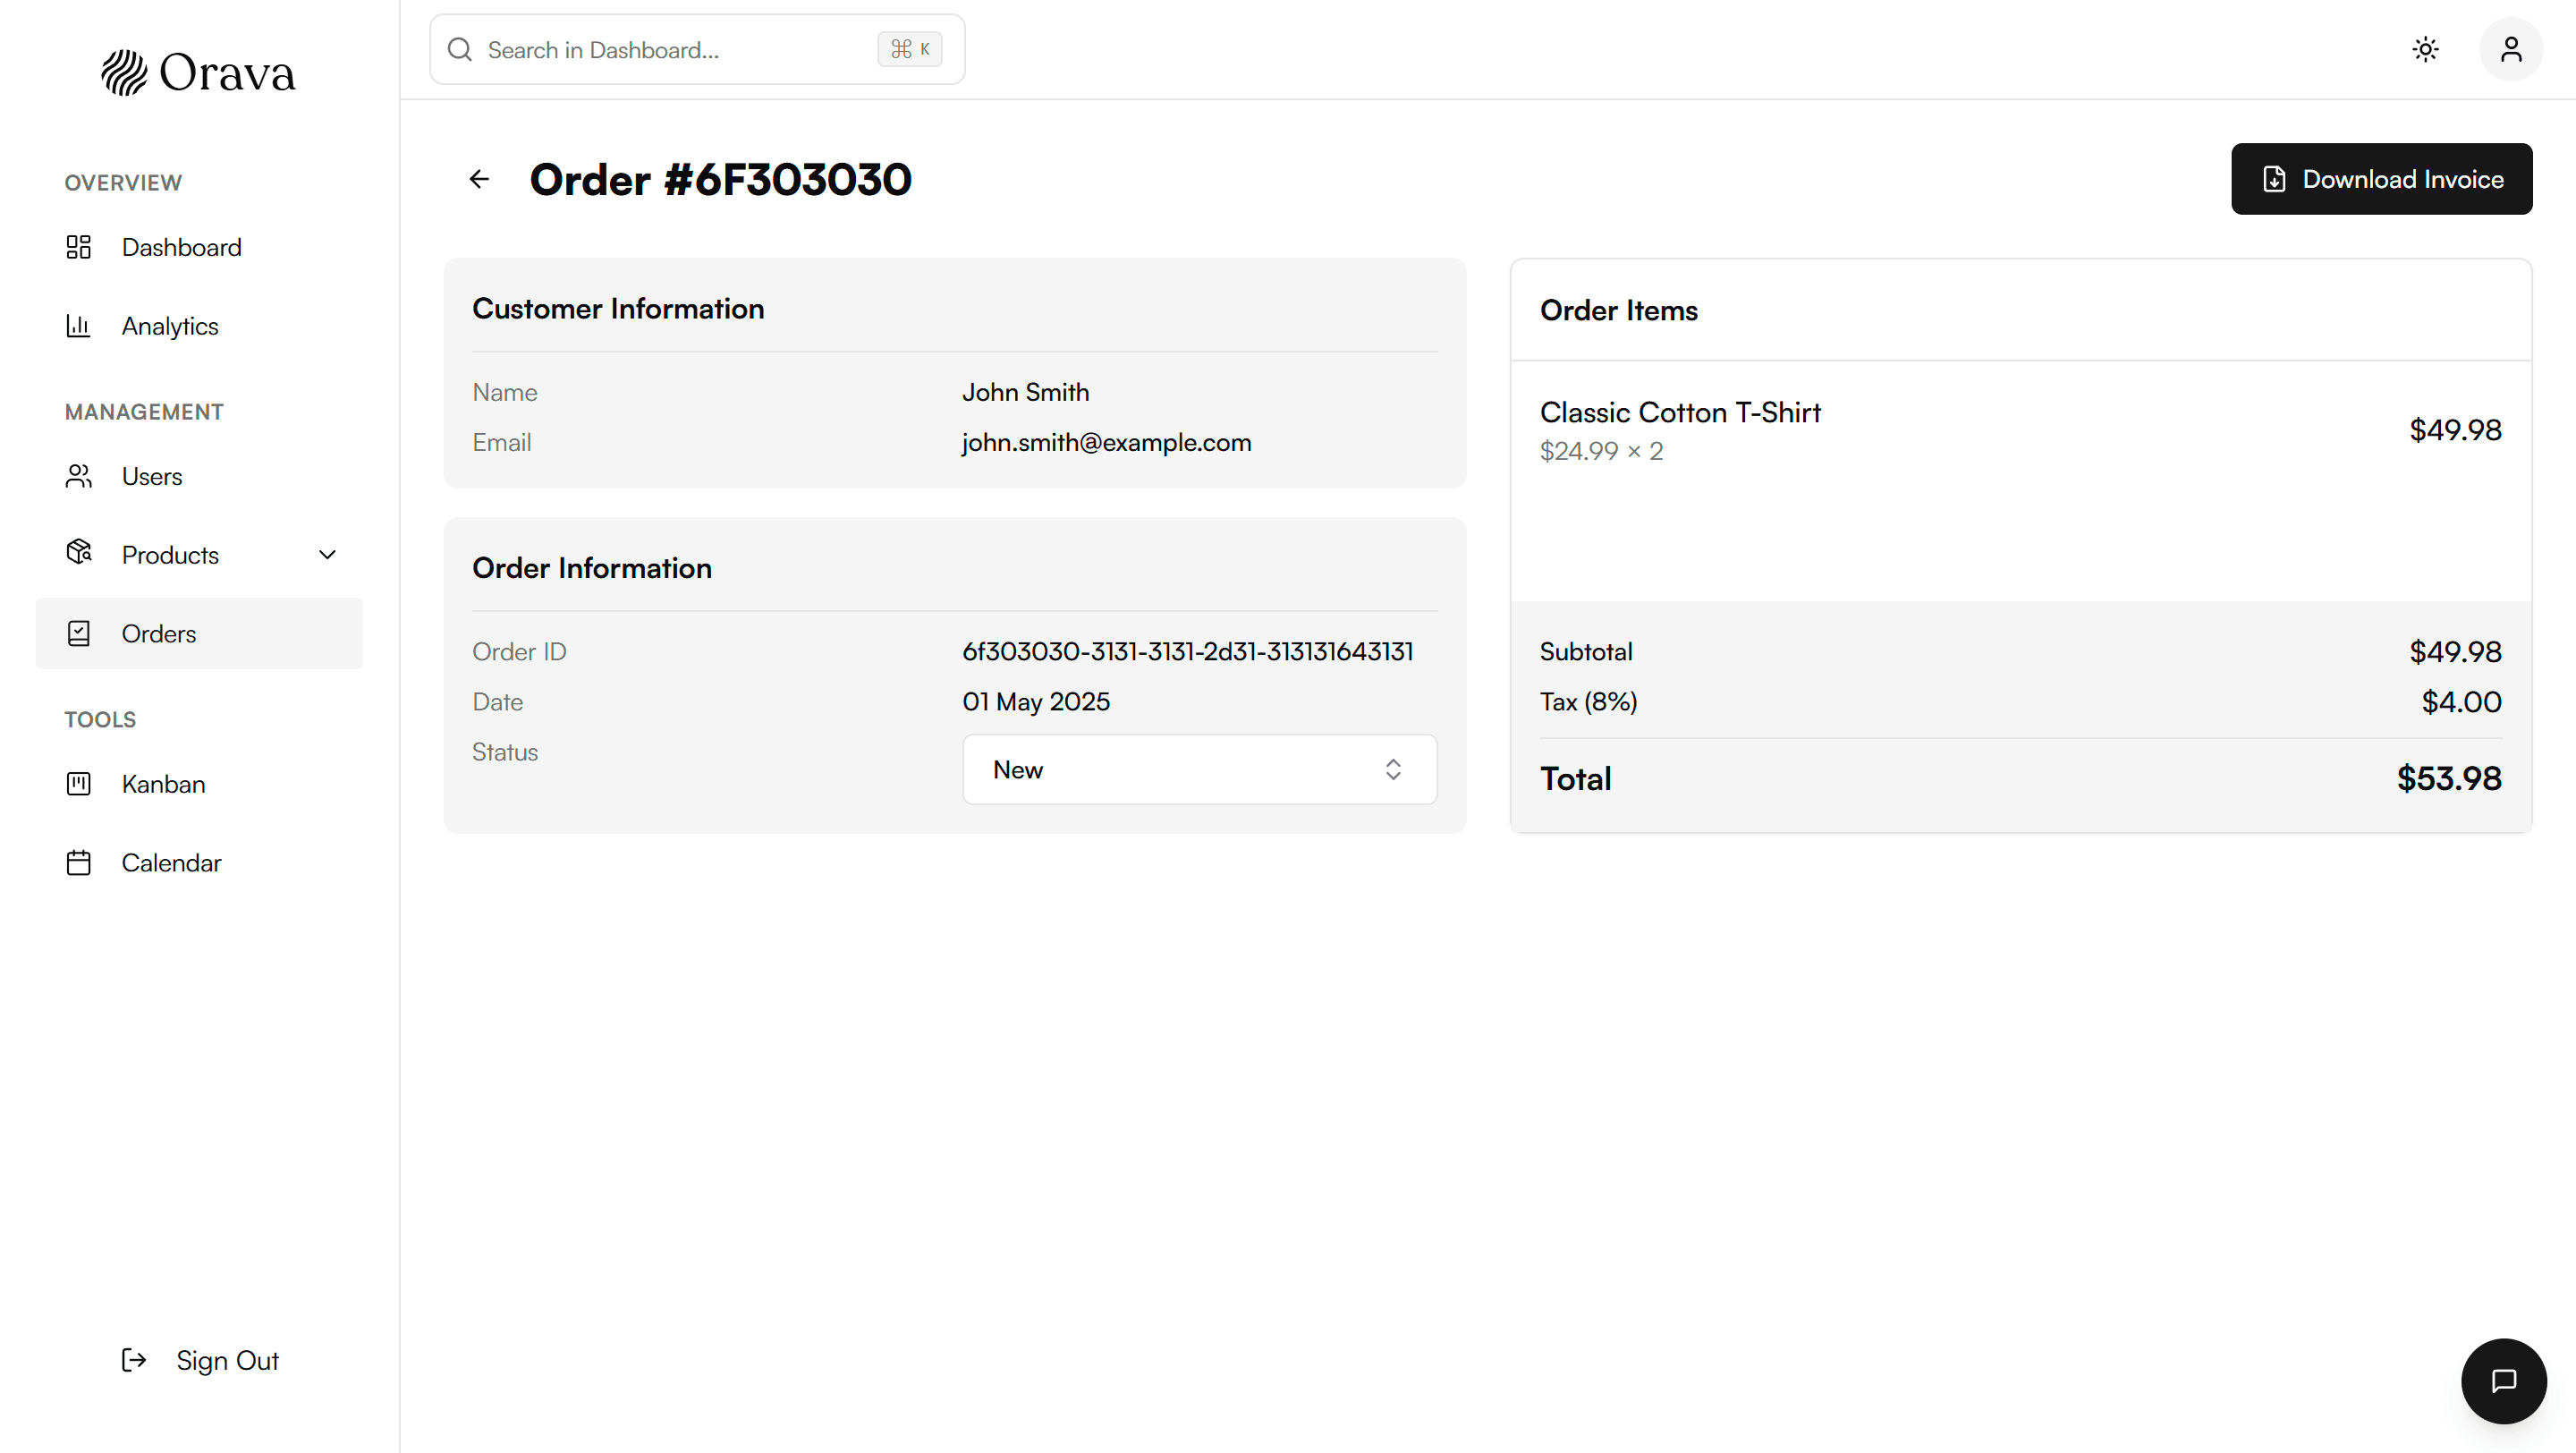 Orava
OVERVIEW
Dashboard
Analytics
MANAGEMENT
Users
Products
Orders
TOOLS
Kanban
Calendar
Sign Out
Search in Dashboard...
⌘ K
Order #6F303030
Download Invoice
Customer Information
Name John Smith
Email john.smith@example.com
Order Information
Order ID 6f303030-3131-3131-2d31-313131643131
Date 01 May 2025
Status New
Order Items
Classic Cotton T-Shirt
$24.99 × 2
$49.98
Subtotal $49.98
Tax (8%) $4.00
Total $53.98